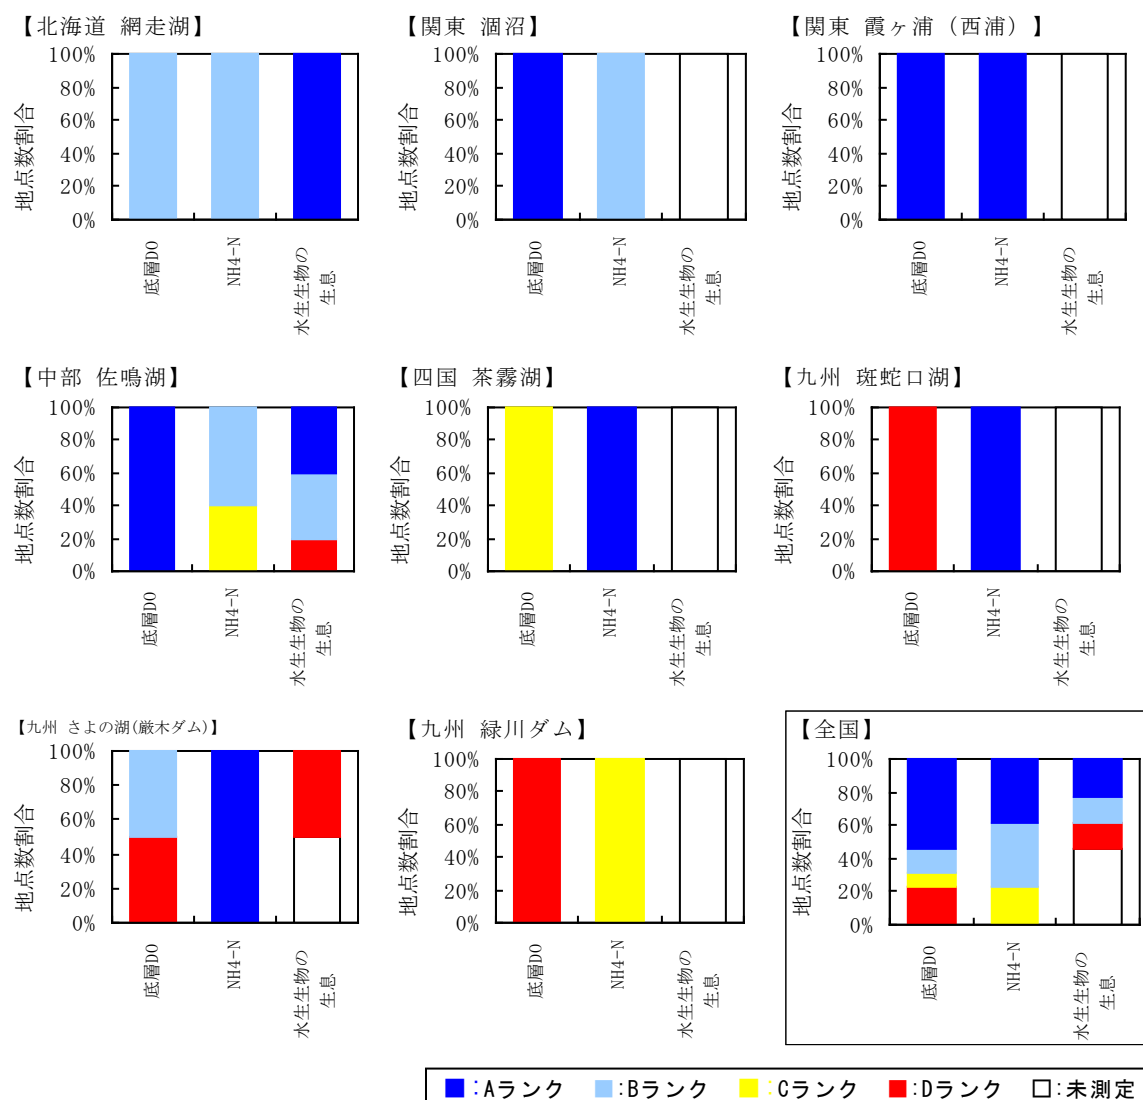 【北海道 網走湖】
100%
80%
60%
40%
20%
0%
地点数割合
底層DO
NH4-N
水生生物の
生息
【関東 涸沼】
100%
80%
60%
40%
20%
0%
地点数割合
底層DO
NH4-N
水生生物の
生息
【関東 霞ヶ浦（西浦）】
100%
80%
60%
40%
20%
0%
地点数割合
底層DO
NH4-N
水生生物の
生息
【中部 佐鳴湖】
100%
80%
60%
40%
20%
0%
地点数割合
底層DO
NH4-N
水生生物の
生息
【四国 茶霧湖】
100%
80%
60%
40%
20%
0%
地点数割合
底層DO
NH4-N
水生生物の
生息
【九州 斑蛇口湖】
100%
80%
60%
40%
20%
0%
地点数割合
底層DO
NH4-N
水生生物の
生息
【九州 さよの湖(厳木ダム)】
100%
80%
60%
40%
20%
0%
地点数割合
底層DO
NH4-N
水生生物の
生息
【九州 緑川ダム】
100%
80%
60%
40%
20%
0%
地点数割合
底層DO
NH4-N
水生生物の
生息
【全国】
100%
80%
60%
40%
20%
0%
地点数割合
底層DO
NH4-N
水生生物の
生息
:Aランク :Bランク :Cランク :Dランク :未測定